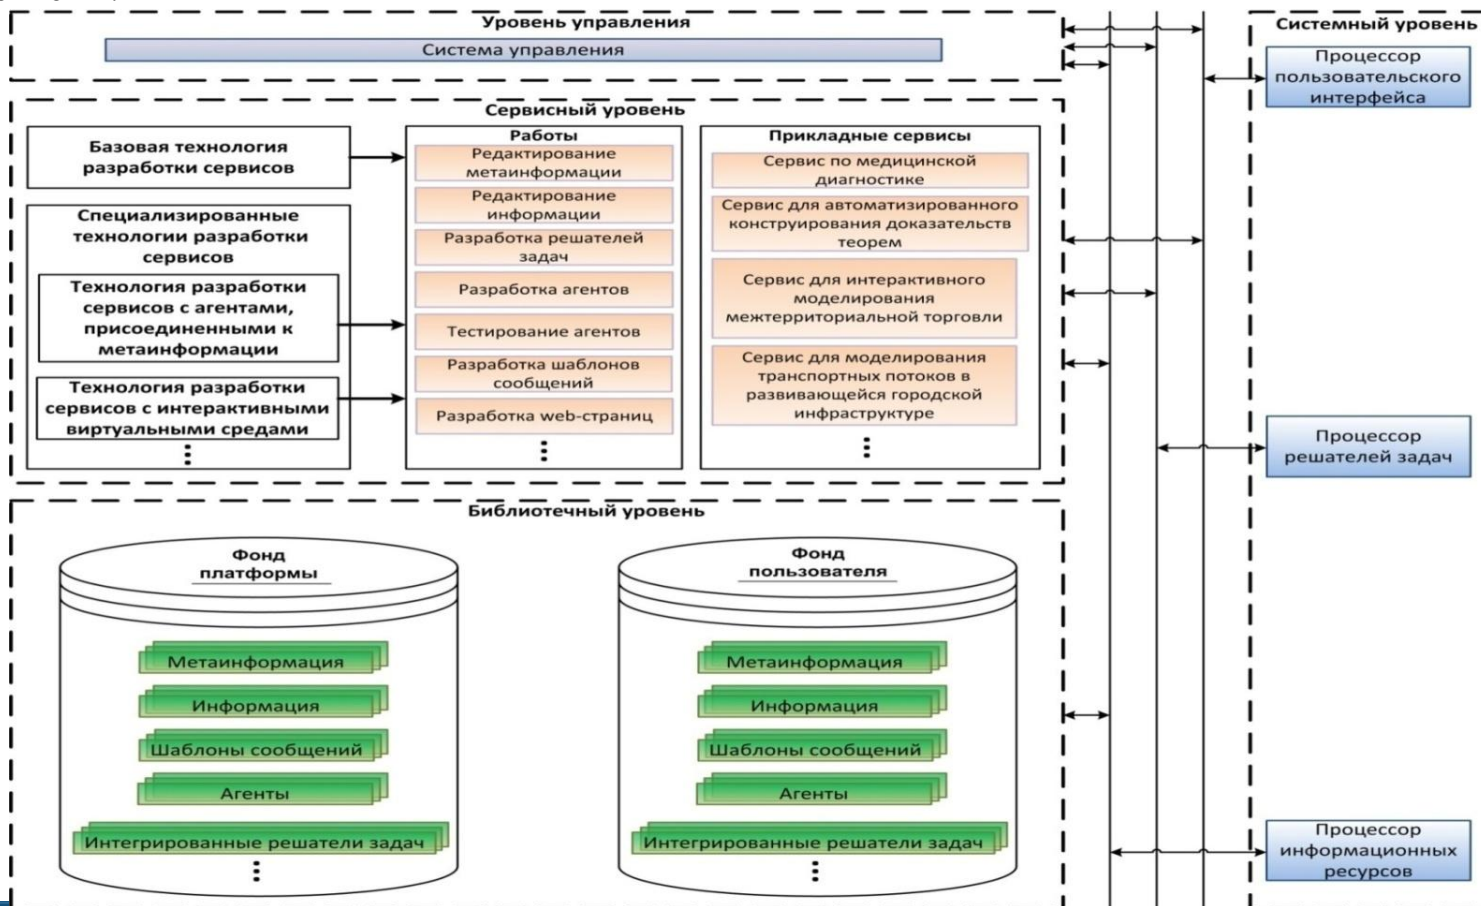 Уровень управления
Система управления
Системный уровень
Процессор
пользовательского
интерфейса
Сервисный уровень
Базовая технология
разработки сервисов
Специализированные
технологии разработки
сервисов
Технология разработки
сервисов с агентами,
присоединенными к
метаинформации
Технология разработки
сервисов с интерактивными
виртуальными средами
Работы
Редактирование
метаинформации
Редактирование
информации
Разработка решателей
задач
Разработка агентов
Тестирование агентов
Разработка шаблонов
сообщений
Разработка web-страниц
Прикладные сервисы
Сервис по медицинской
диагностике
Сервис для автоматизированного
конструирования доказательств
теорем
Сервис для интерактивного
моделирования
межтерриториальной торговли
Сервис для моделирования
транспортных потоков в
развивающейся городской
инфраструктуре
Процессор
решателей задач
Библиотечный уровень
Фонд
платформы
Метаинформация
Информация
Шаблоны сообщений
Агенты
Интегрированные решатели задач
Фонд
пользователя
Метаинформация
Информация
Шаблоны сообщений
Агенты
Интегрированные решатели задач
Процессор
информационных
ресурсов